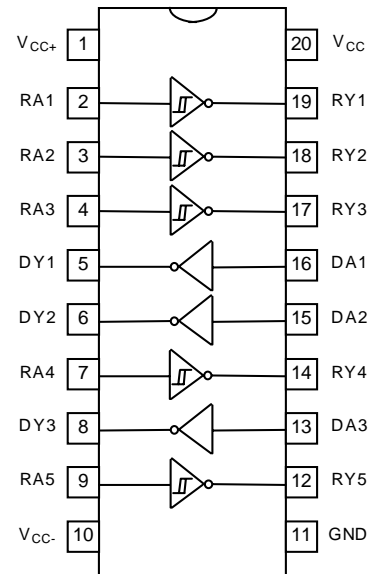 VCC+ 1 20 VCC
RA1 2 19 RY1
RA2 3 18 RY2
RA3 4 17 RY3
DY1 5 16 DA1
DY2 6 15 DA2
RA4 7 14 RY4
DY3 8 13 DA3
RA5 9 12 RY5
VCC- 10 11 GND